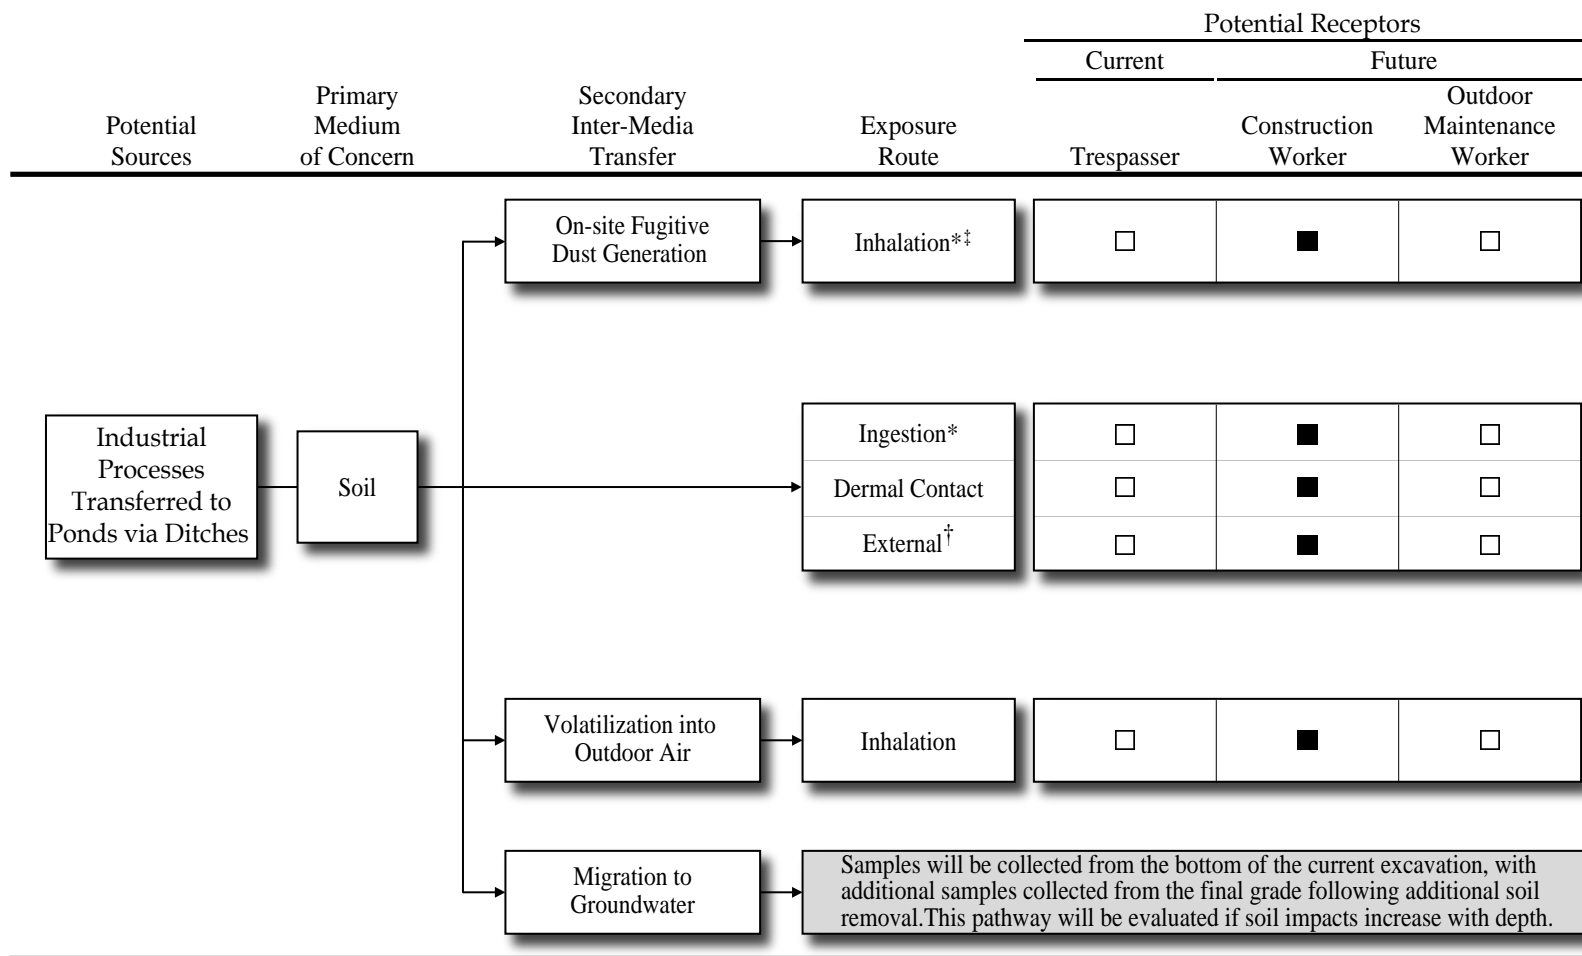 Potential Receptors
Current
Future
Potential
Sources
Primary
Medium
of Concern
Secondary
Inter-Media
Transfer
Exposure
Route
Trespasser
Construction
Worker
Outdoor
Maintenance
Worker
On-site Fugitive
Dust Generation
Inhalation*‡
Industrial
Processes
Transferred to
Ponds via Ditches
Soil
Ingestion*
Dermal Contact
External†
Volatilization into
Outdoor Air
Inhalation
Migration to
Groundwater
Samples will be collected from the bottom of the current excavation, with
additional samples collected from the final grade following additional soil
removal.This pathway will be evaluated if soil impacts increase with depth.